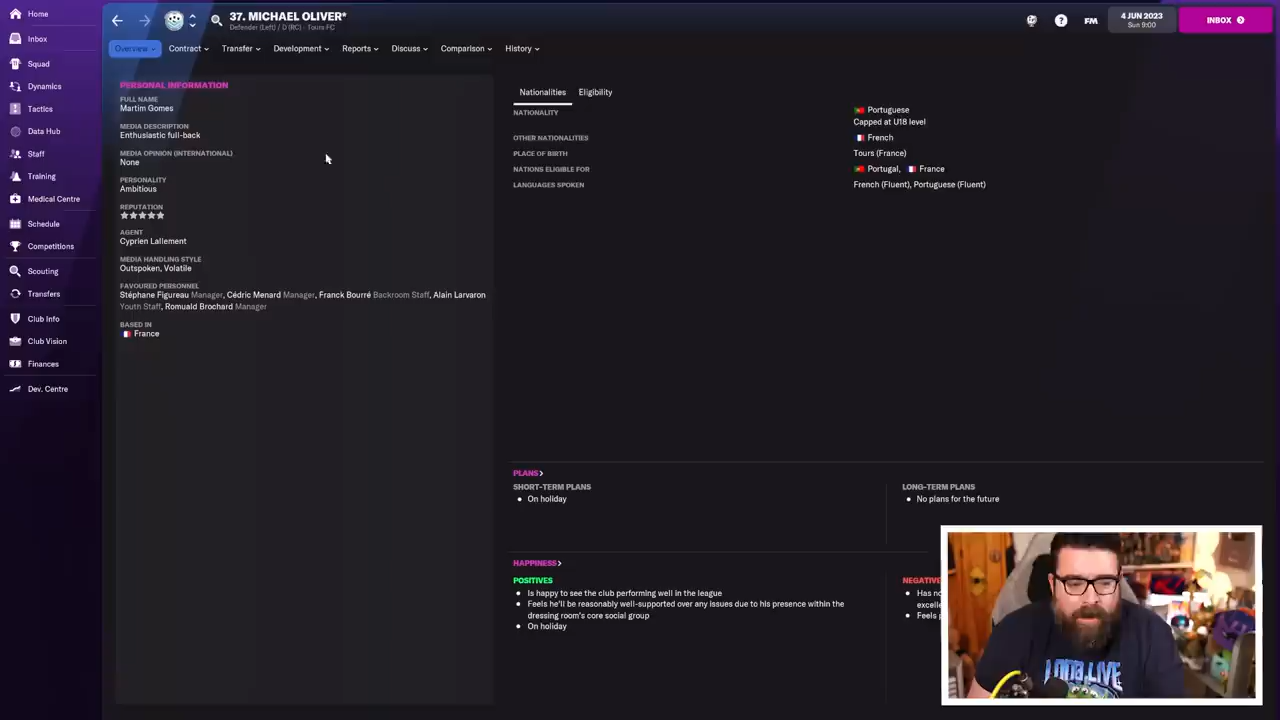 Home
Inbox
Squad
Dynamics
Tactics
Data Hub
Staff
Training
Medical Centre
Schedule
Competitions
Scouting
Transfers
Club Info
Club Vision
Finances
Dev. Centre
37. MICHAEL OLIVER*
Defender (Left) / D (RC) - Tours FC
FM
4 JUN 2023
Sun 9:00
INBOX
Overview
Contract
Transfer
Development
Reports
Discuss
Comparison
History
PERSONAL INFORMATION
FULL NAME
Martim Gomes
MEDIA DESCRIPTION
Enthusiastic full-back
MEDIA OPINION (INTERNATIONAL)
None
PERSONALITY
Ambitious
REPUTATION
AGENT
Cyprien Lallement
MEDIA HANDLING STYLE
Outspoken, Volatile
FAVOURED PERSONNEL
Stéphane Figureau Manager, Cédric Menard Manager, Franck Bourré Backroom Staff, Alain Larvaron
Youth Staff, Romuald Brochard Manager
BASED IN
France
Nationalities Eligibility
NATIONALITY Portuguese
Capped at U18 level
OTHER NATIONALITIES French
PLACE OF BIRTH Tours (France)
NATIONS ELIGIBLE FOR Portugal, France
LANGUAGES SPOKEN French (Fluent), Portuguese (Fluent)
PLANS
SHORT-TERM PLANS
On holiday
LONG-TERM PLANS
No plans for the future
HAPPINESS
POSITIVES
Is happy to see the club performing well in the league
Feels he'll be reasonably well-supported over any issues due to his presence within the
dressing room's core social group
On holiday
NEGATIVE
Has
Feels
LONG LIVE